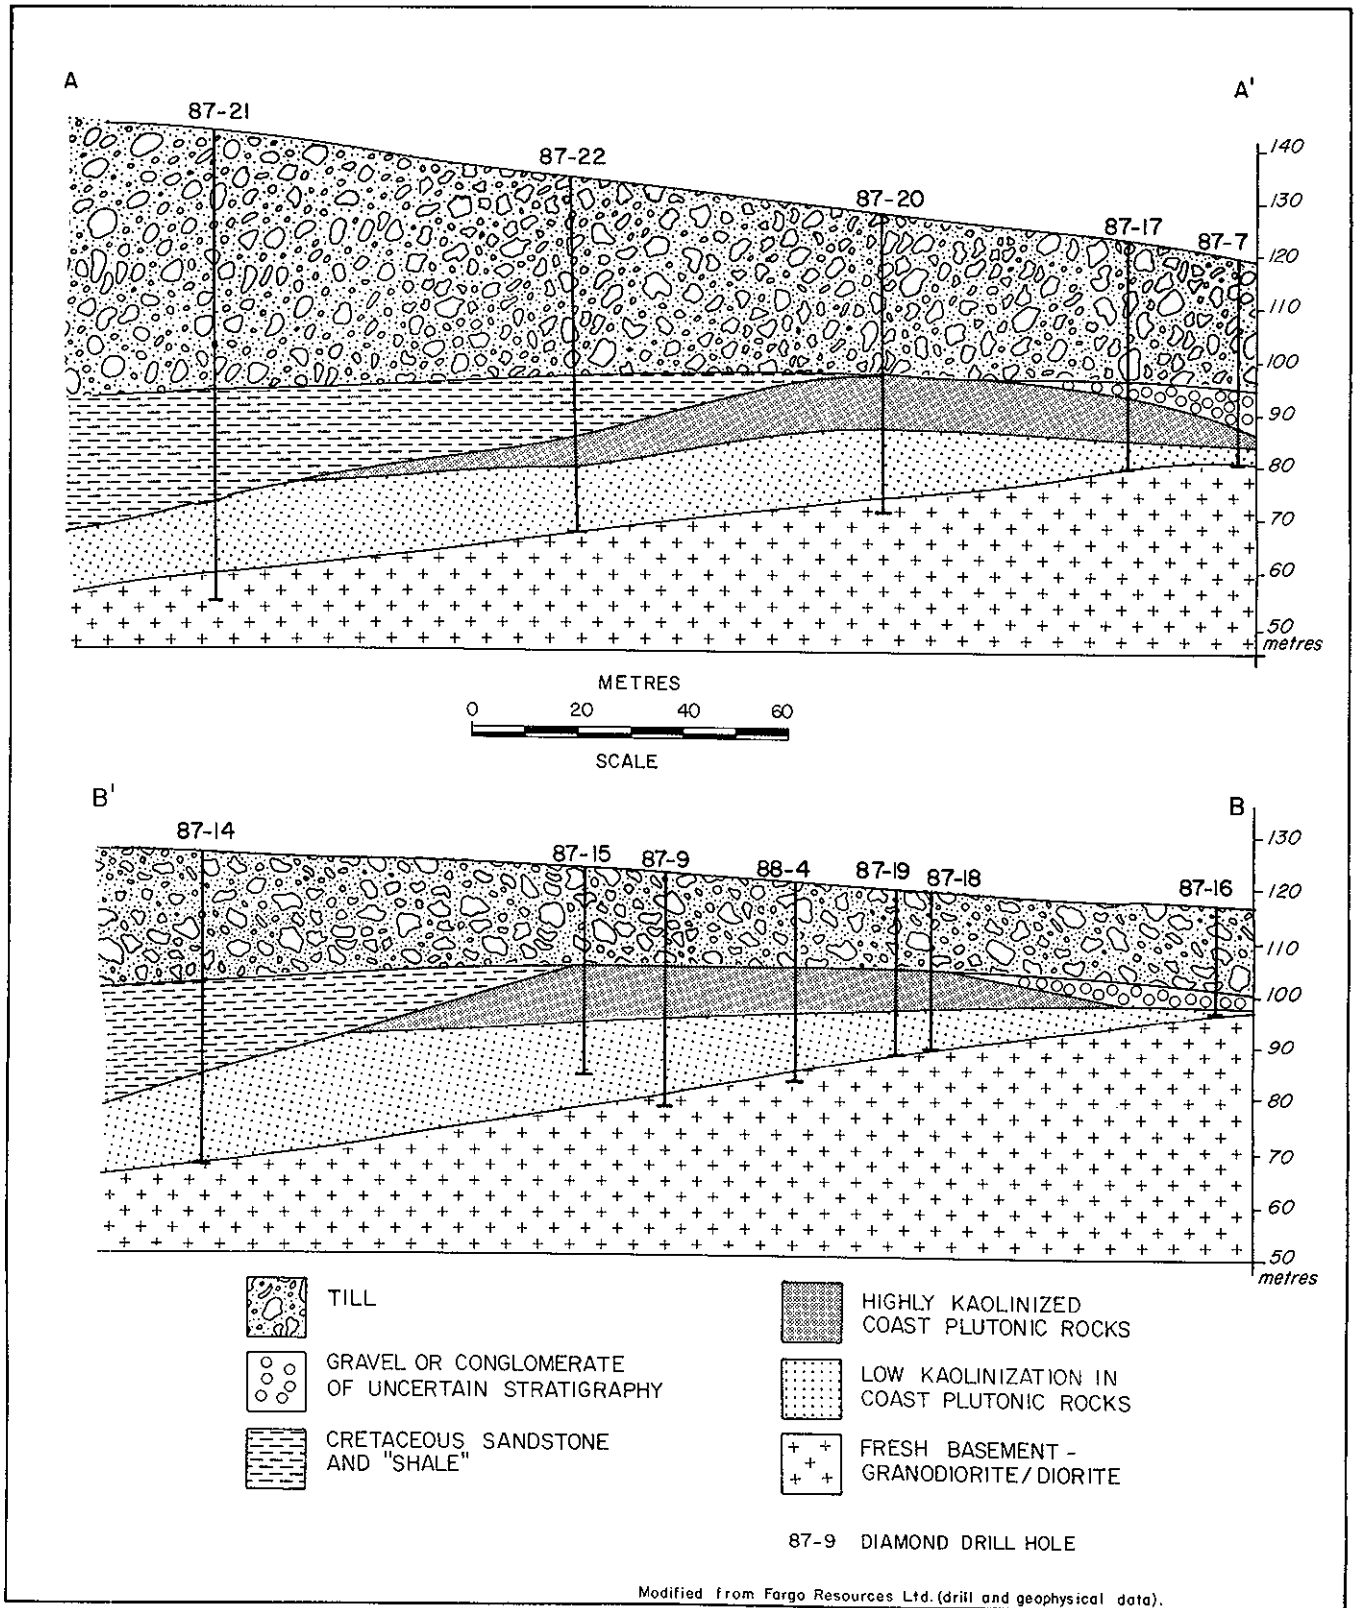 A
A'
87-21
87-22
87-20
87-17
87-7
140
130
120
110
100
90
80
70
60
50
metres
METRES
0 20 40 60
SCALE
B'
B
87-14
87-15
87-9
88-4
87-19
87-18
87-16
130
120
110
100
90
80
70
60
50
metres
TILL
GRAVEL OR CONGLOMERATE
OF UNCERTAIN STRATIGRAPHY
CRETACEOUS SANDSTONE
AND "SHALE"
HIGHLY KAOLINIZED
COAST PLUTONIC ROCKS
LOW KAOLINIZATION IN
COAST PLUTONIC ROCKS
FRESH BASEMENT -
GRANODIORITE/DIORITE
87-9 DIAMOND DRILL HOLE
Modified from Fargo Resources Ltd. (drill and geophysical data).